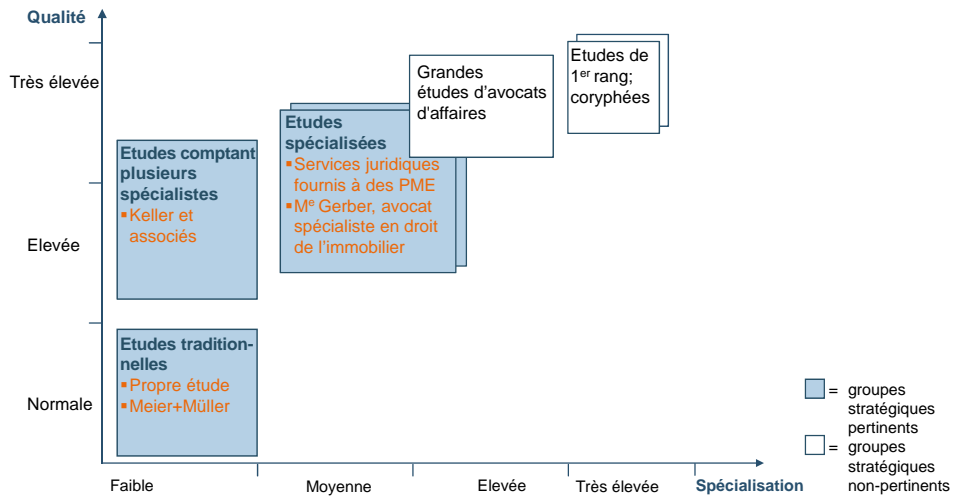 Qualité
Très élevée
Elevée
Normale
Etudes de
1er rang;
coryphées
Grandes
études d’avocats
d'affaires
Etudes
spécialisées
▪Services juridiques
fournis à des PME
▪Me Gerber, avocat
spécialiste en droit
de l’immobilier
Etudes comptant
plusieurs
spécialistes
▪Keller et
associés
Etudes tradition-
nelles
▪Propre étude
▪Meier+Müller
= groupes
stratégiques
pertinents
= groupes
stratégiques
non-pertinents
Faible
Moyenne
Elevée
Très élevée
Spécialisation